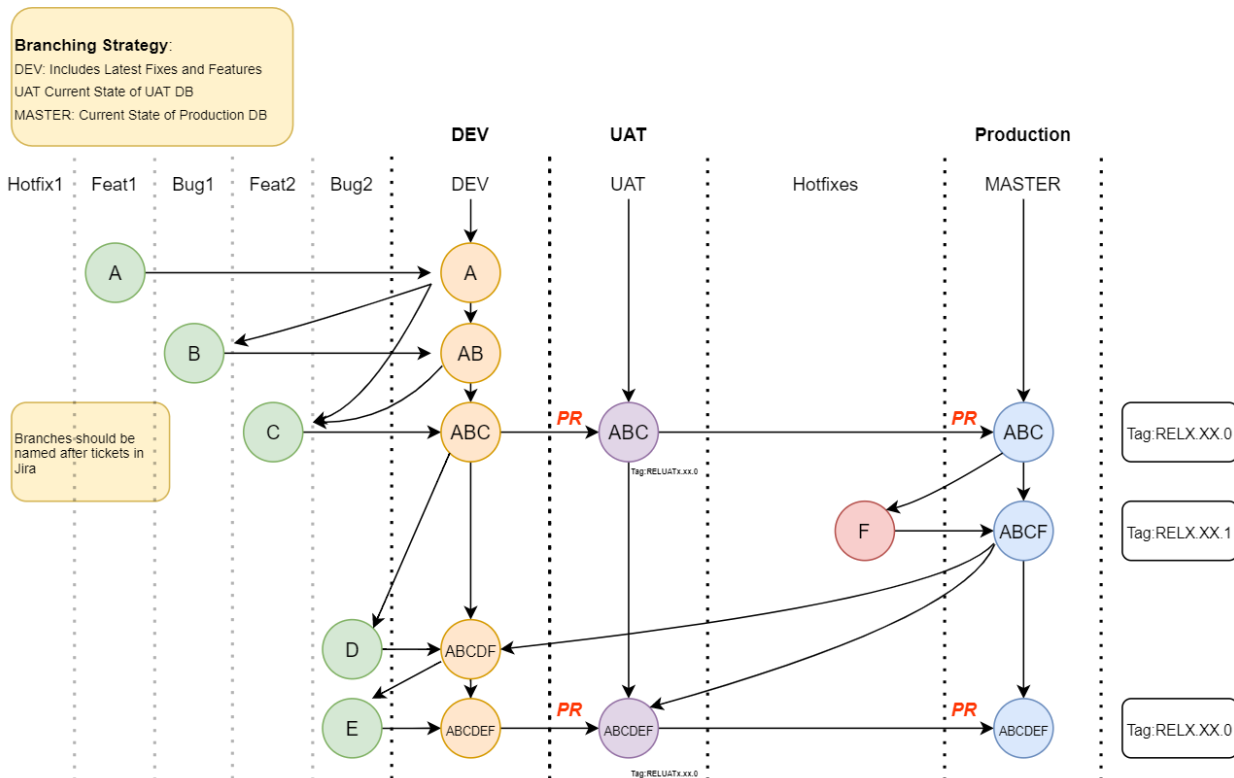 Branching Strategy:
DEV: Includes Latest Fixes and Features
UAT Current State of UAT DB
MASTER: Current State of Production DB
DEV
UAT
Production
Hotfix1
Feat1
Bug1
Feat2
Bug2
DEV
UAT
Hotfixes
MASTER
A
A
B
AB
Branches should be
named after tickets in
Jira
C
ABC
PR
ABC
Tag:RELUATx.xx.0
PR
ABC
Tag:RELX.XX.0
F
ABCF
Tag:RELX.XX.1
D
ABCDF
E
ABCDEF
PR
ABCDEF
Tag:RELUATx.xx.0
PR
ABCDEF
Tag:RELX.XX.0